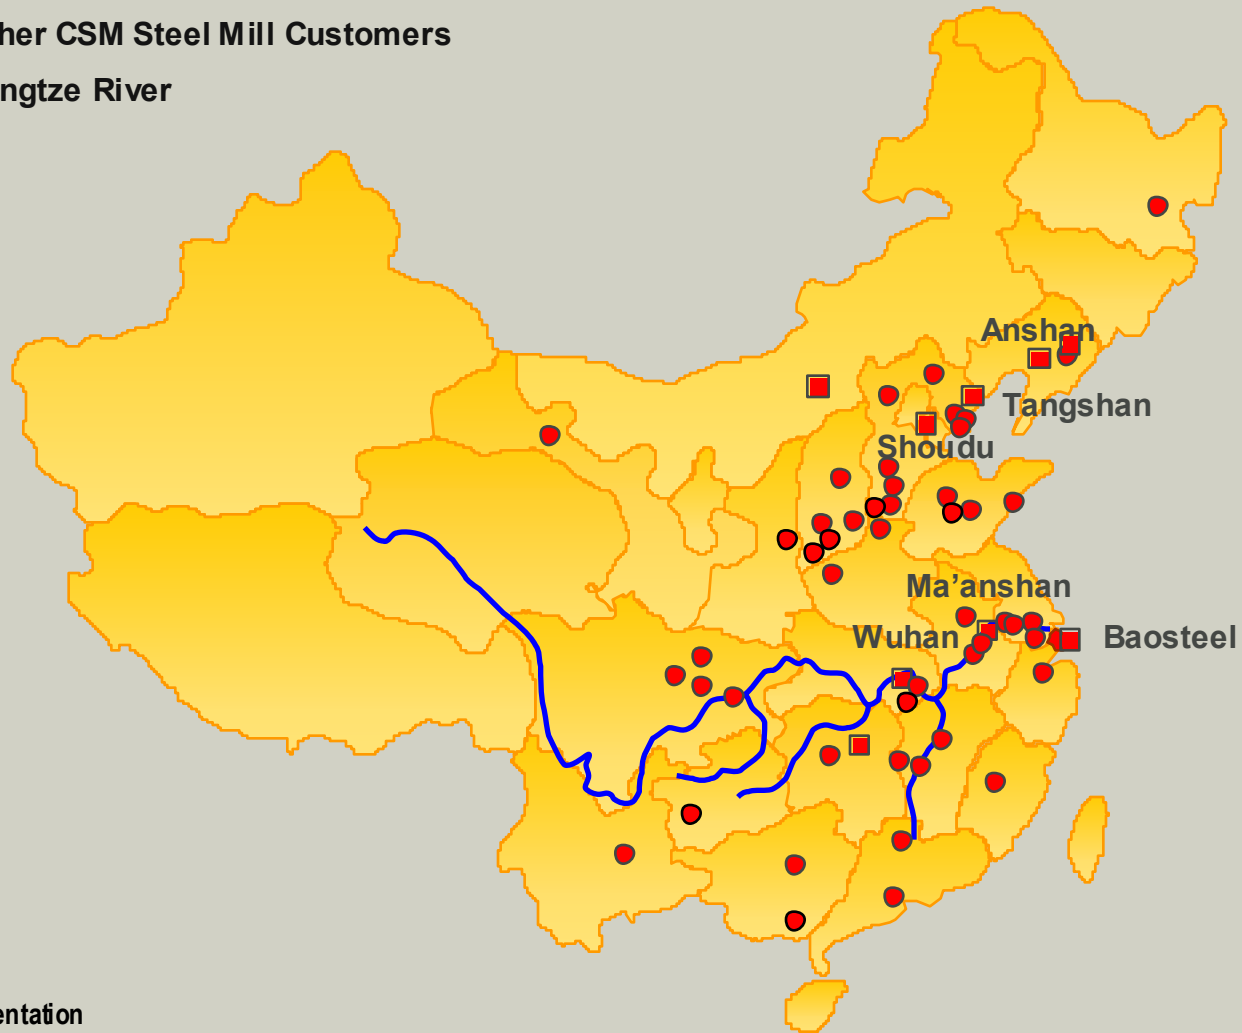 her CSM Steel Mill Customers
ngtze River
Anshan
Tangshan
Shoudu
Ma’anshan
Wuhan
Baosteel
entation